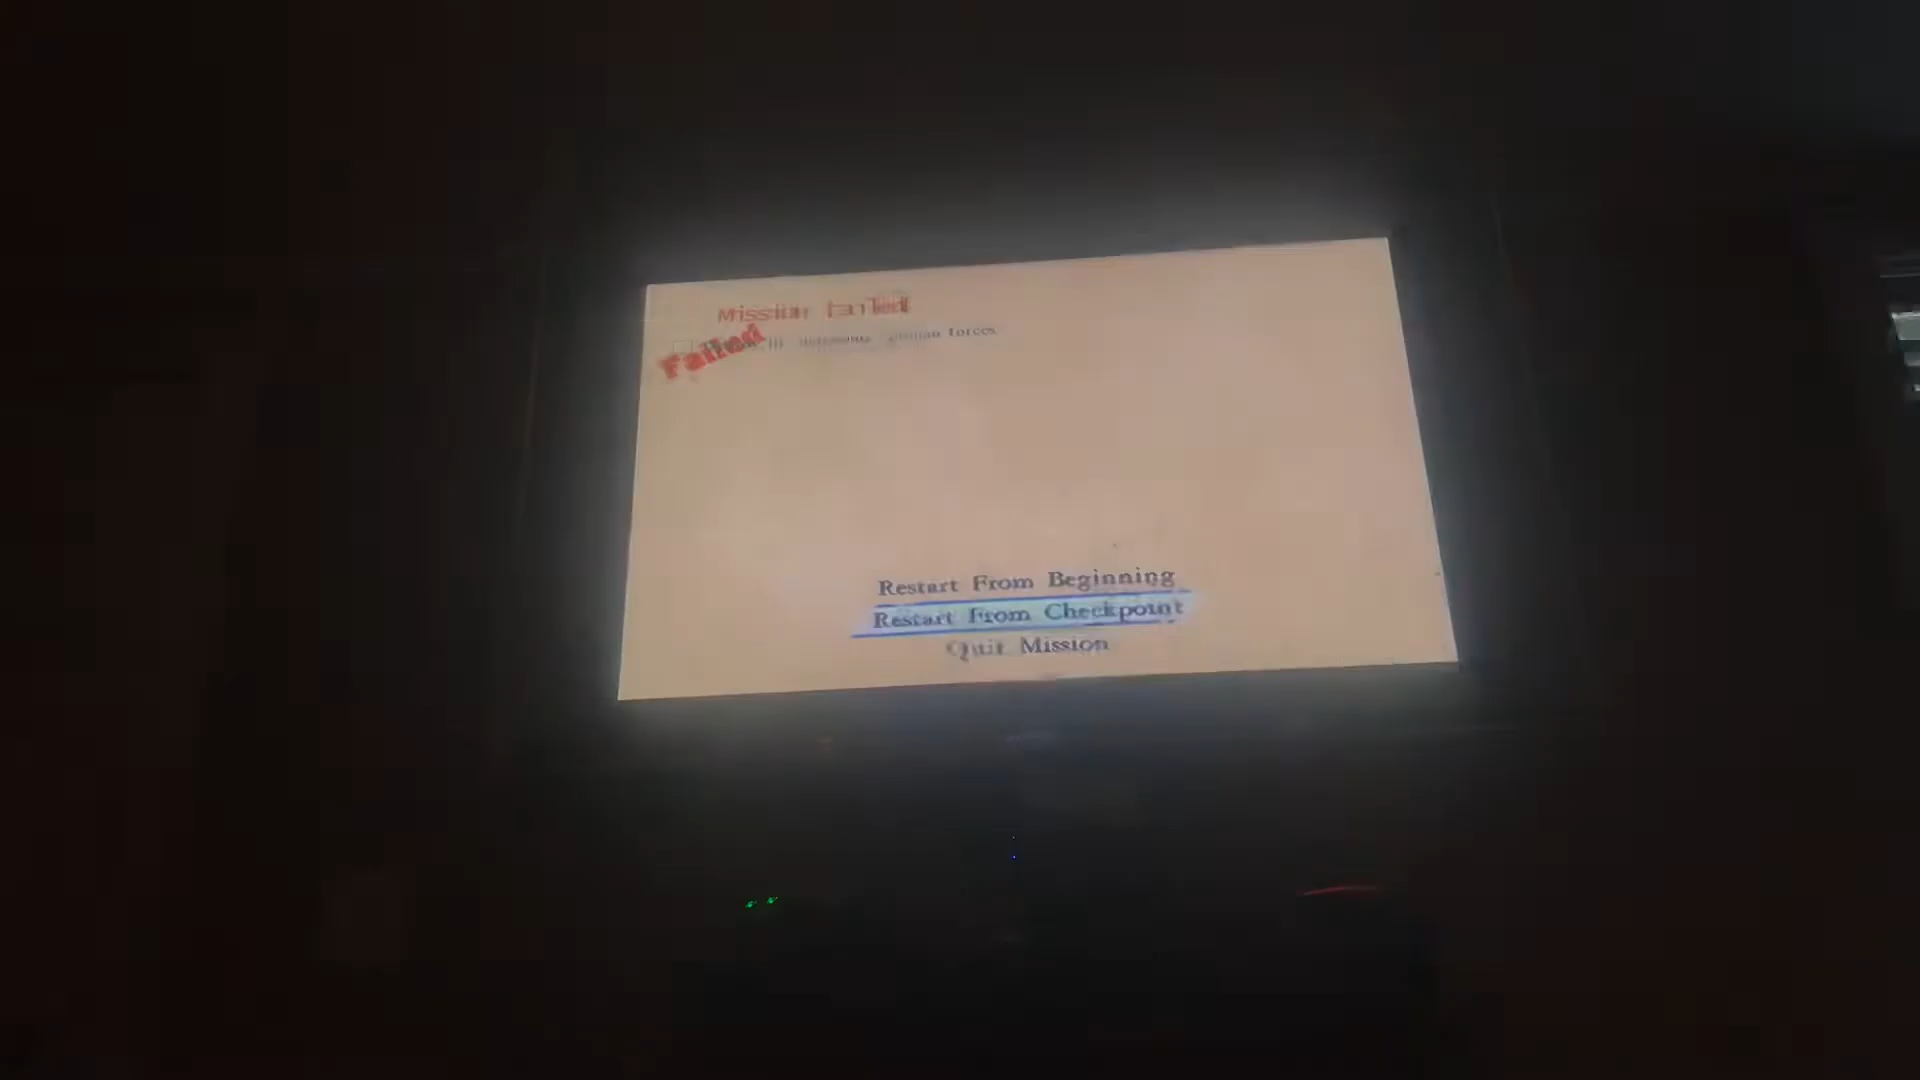 Mission Failed
Failed
forces
Restart From Beginning
Restart From Checkpoint
Quit Mission